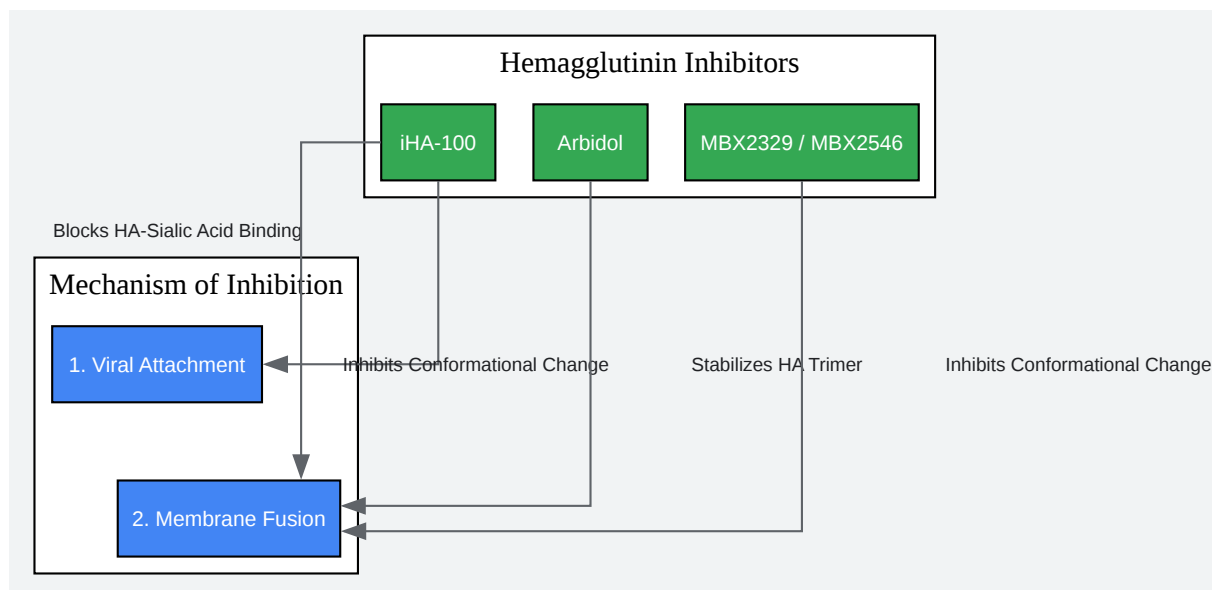 Hemagglutinin Inhibitors
iHA-100
Arbidol
MBX2329 / MBX2546
Blocks HA-Sialic Acid Binding
Mechanism of Inhibition
1. Viral Attachment
Inhibits Conformational Change
Stabilizes HA Trimer
Inhibits Conformational Change
2. Membrane Fusion